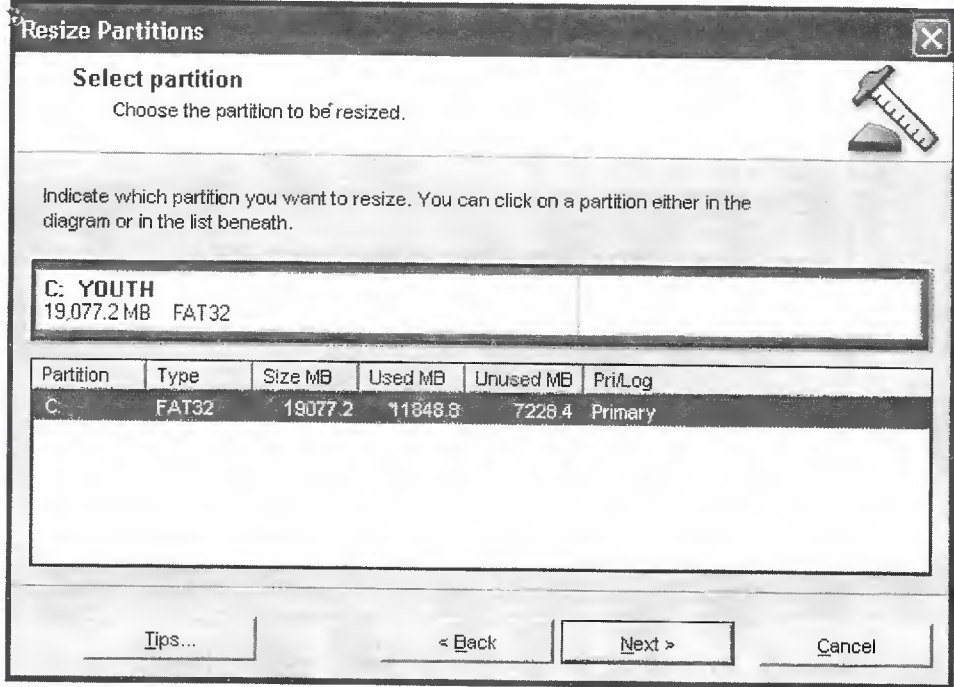 Resize Partitions
Select partition
Choose the partition to be resized.
Indicate which partition you want to resize. You can click on a partition either in the
diagram or in the list beneath.
C: YOUTH
19,077.2 MB FAT32
Partition Type Size MB Used MB Unused MB Pri/Log
C: FAT32 19077.2 11848.8 7228.4 Primary
Tips... < Back Next > Cancel